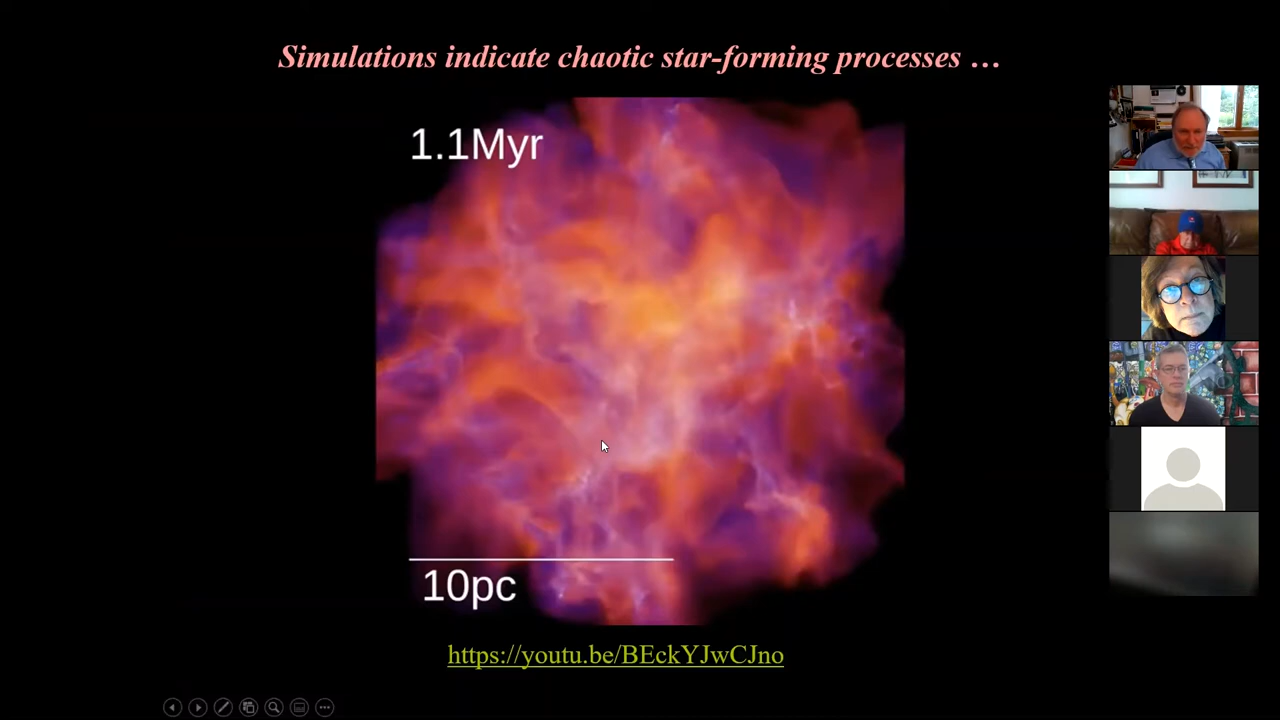 Simulations indicate chaotic star-forming processes …
1.1Myr
10pc
https://youtu.be/BEckYJwCJno